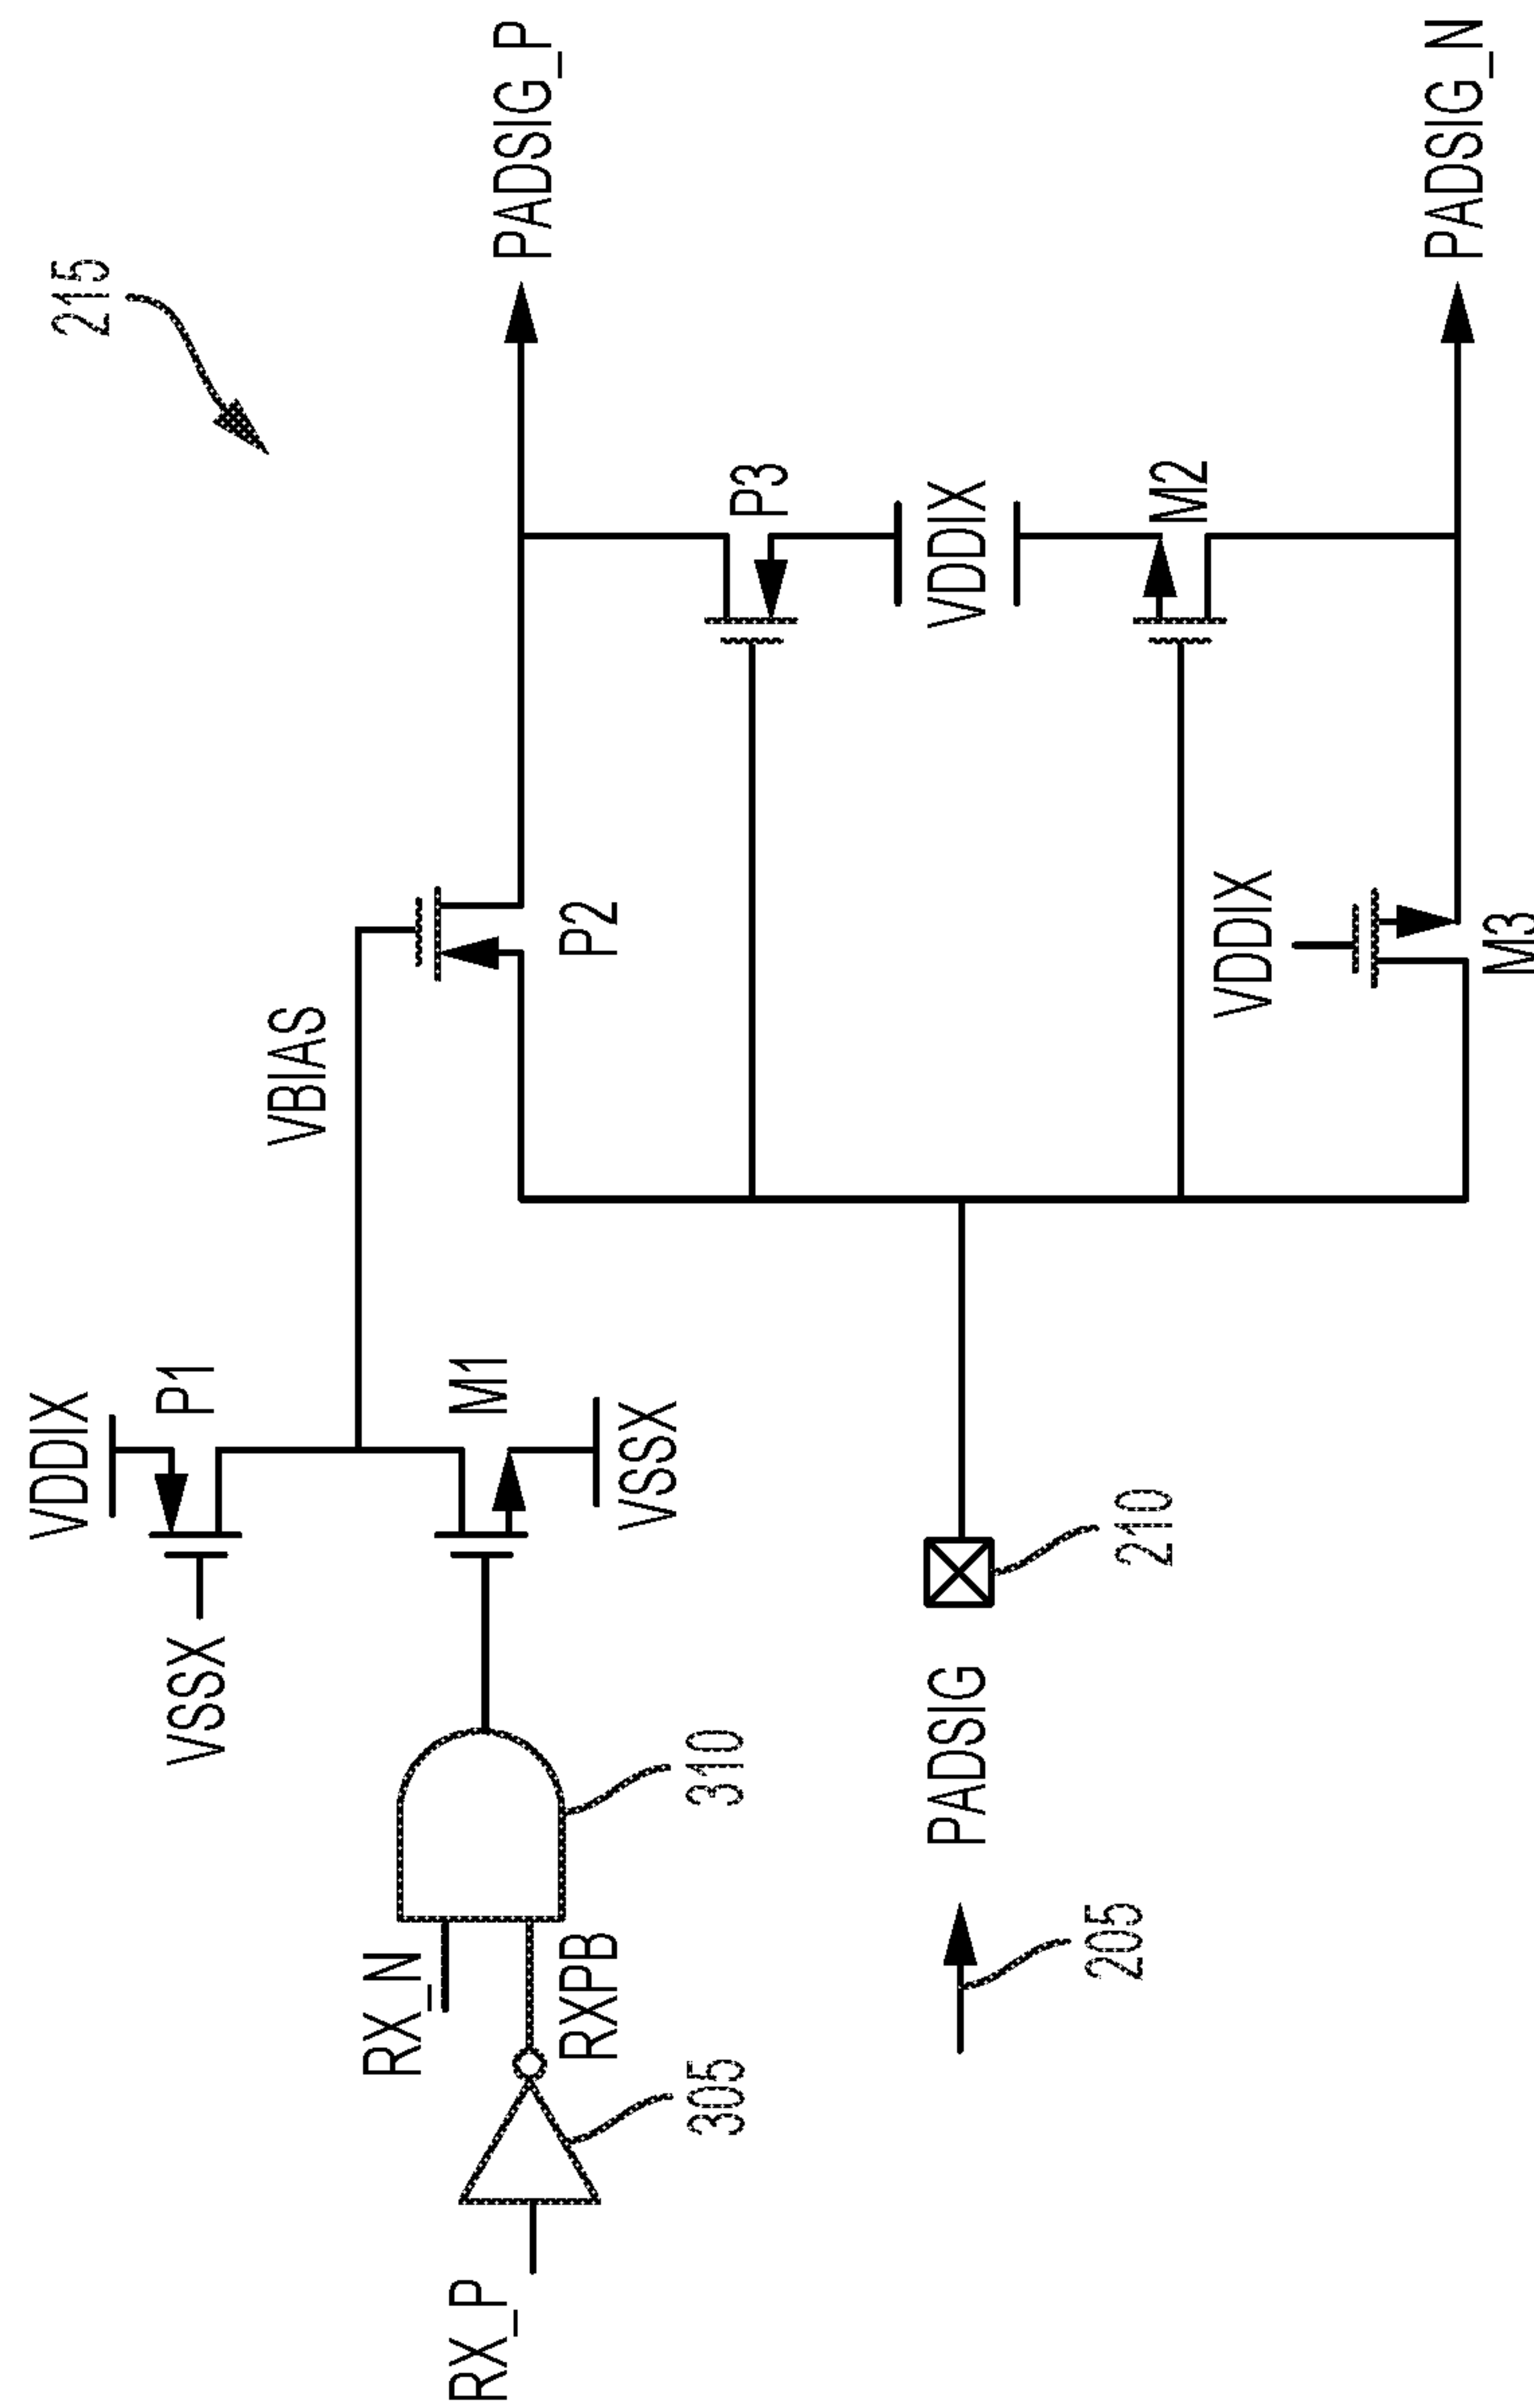 215
VDDIX
P1
VSSX
VBIAS
PADSIG_P
RX_N
M1
P2
RX_P
RXPB
VSSX
305
310
P3
PADSIG
VDDIX
205
210
M2
VDDIX
PADSIG_N
M3